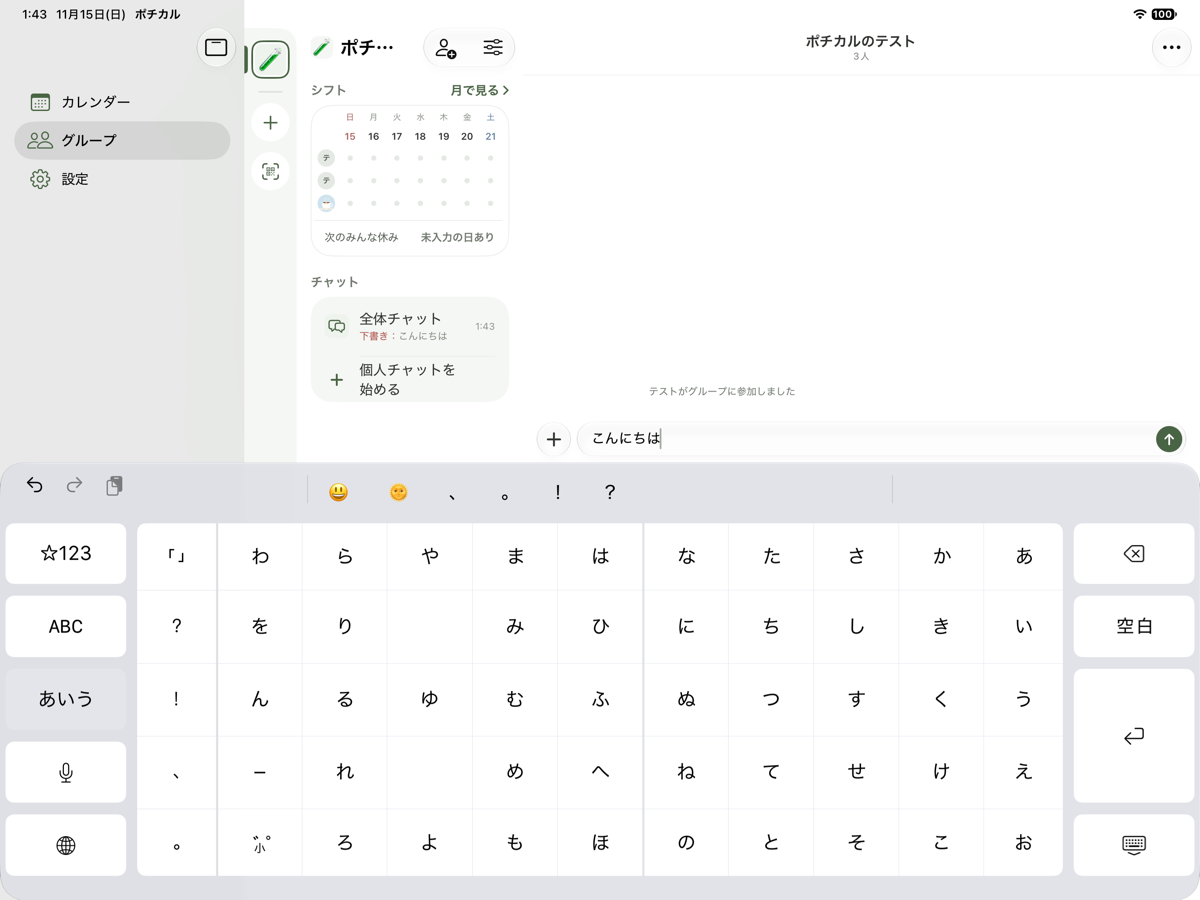 1:43 11月15日(日) ポチカル
100
カレンダー
グループ
設定
ポチ…
シフト
月で見る
日 月 火 水 木 金 土
15 16 17 18 19 20 21
テ
テ
次のみんな休み 未入力の日あり
チャット
全体チャット
1:43
下書き：こんにちは
個人チャットを
始める
ポチカルのテスト
3人
テストがグループに参加しました
こんにちは
、 。 ! ?
☆123
ABC
あいう
「」 わ ら や ま は な た さ か あ
? を り み ひ に ち し き い
! ん る ゆ む ふ ぬ つ す く う
、 ー れ め へ ね て せ け え
。 小 ろ よ も ほ の と そ こ お
空白